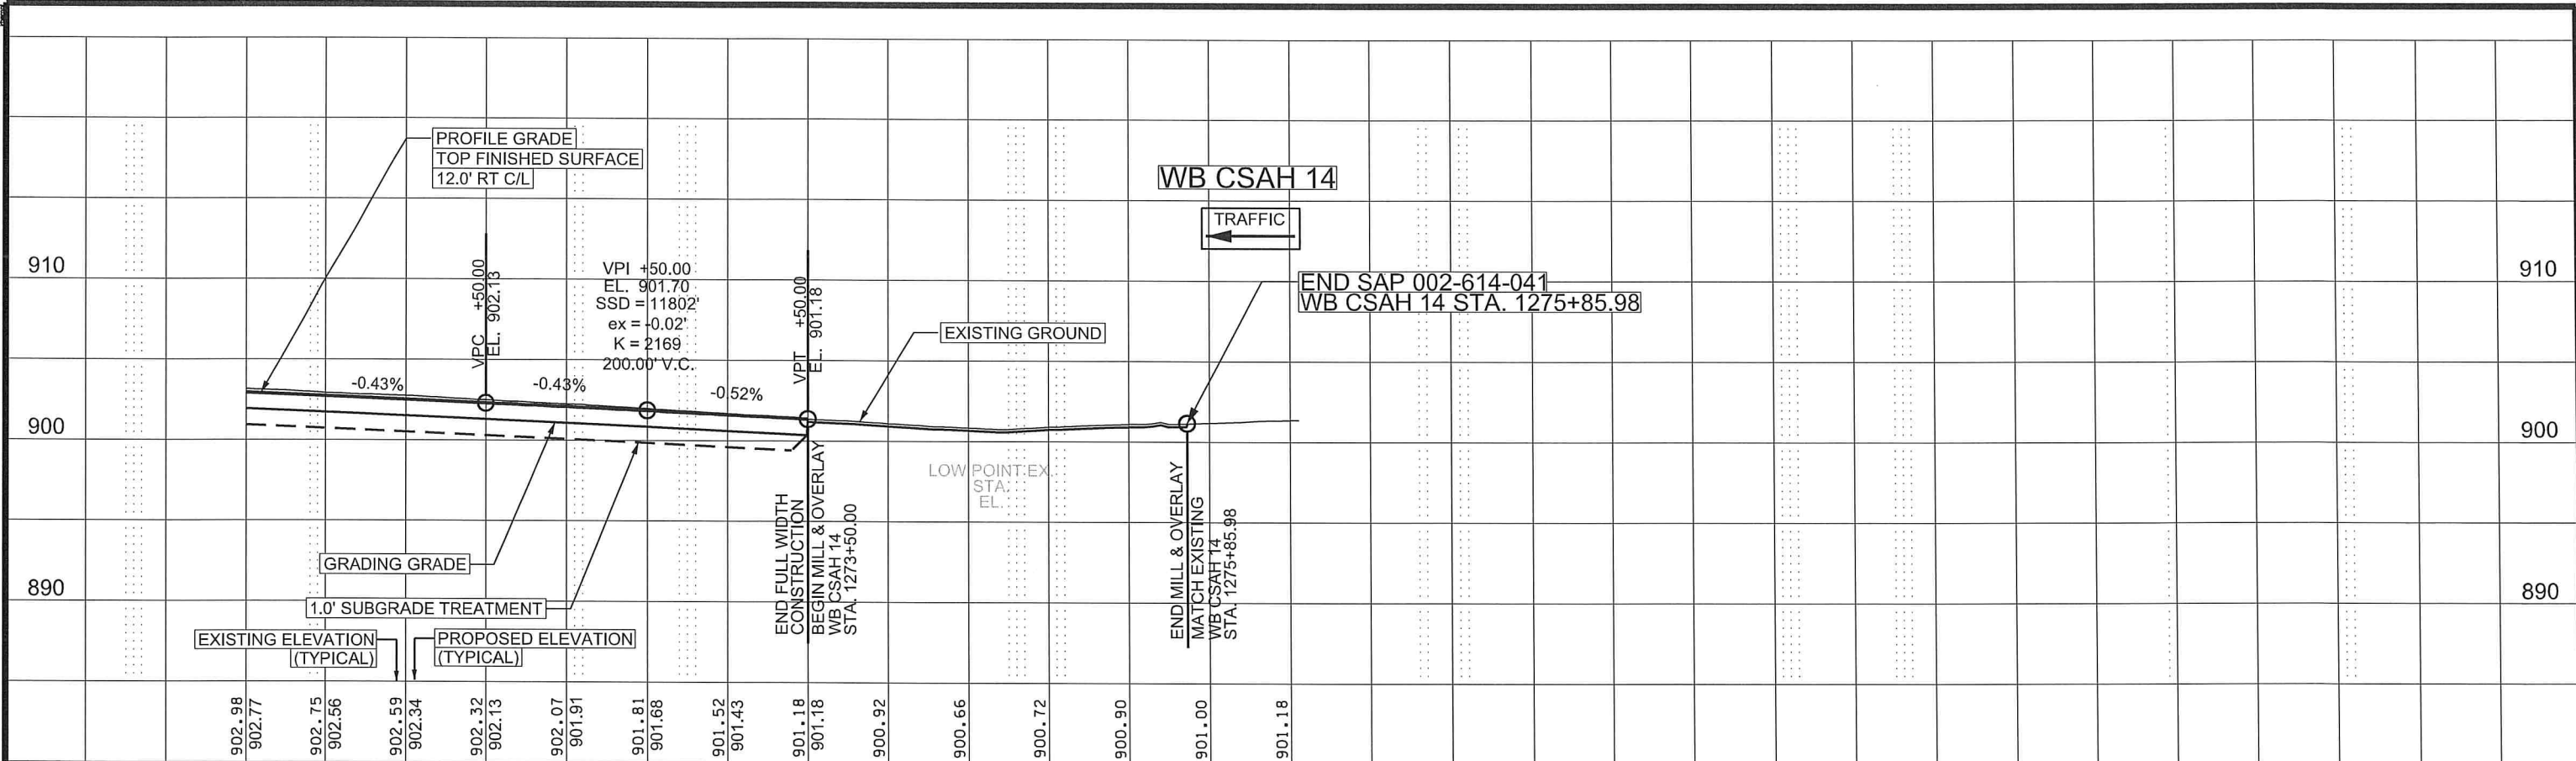 PROFILE GRADE
TOP FINISHED SURFACE
12.0' RT C/L
WB CSAH 14
TRAFFIC
910
910
VPC +50.00
EL. 902.13
VPI +50.00
EL. 901.70
SSD = 11802'
ex = -0.02'
K = 2169
200.00' V.C.
VPT +50.00
EL. 901.18
END SAP 002-614-041
WB CSAH 14 STA. 1275+85.98
EXISTING GROUND
-0.43%
-0.43%
-0.52%
900
900
LOW POINT EX.
STA.
EL.
END FULL WIDTH
CONSTRUCTION
BEGIN MILL & OVERLAY
WB CSAH 14
STA. 1273+50.00
END MILL & OVERLAY
MATCH EXISTING
WB CSAH 14
STA. 1275+85.98
GRADING GRADE
890
890
1.0' SUBGRADE TREATMENT
EXISTING ELEVATION
(TYPICAL)
PROPOSED ELEVATION
(TYPICAL)
902.98
902.77
902.75
902.56
902.59
902.34
902.32
902.13
902.07
901.91
901.81
901.68
901.52
901.43
901.18
901.18
900.92
900.66
900.72
900.90
901.00
901.18